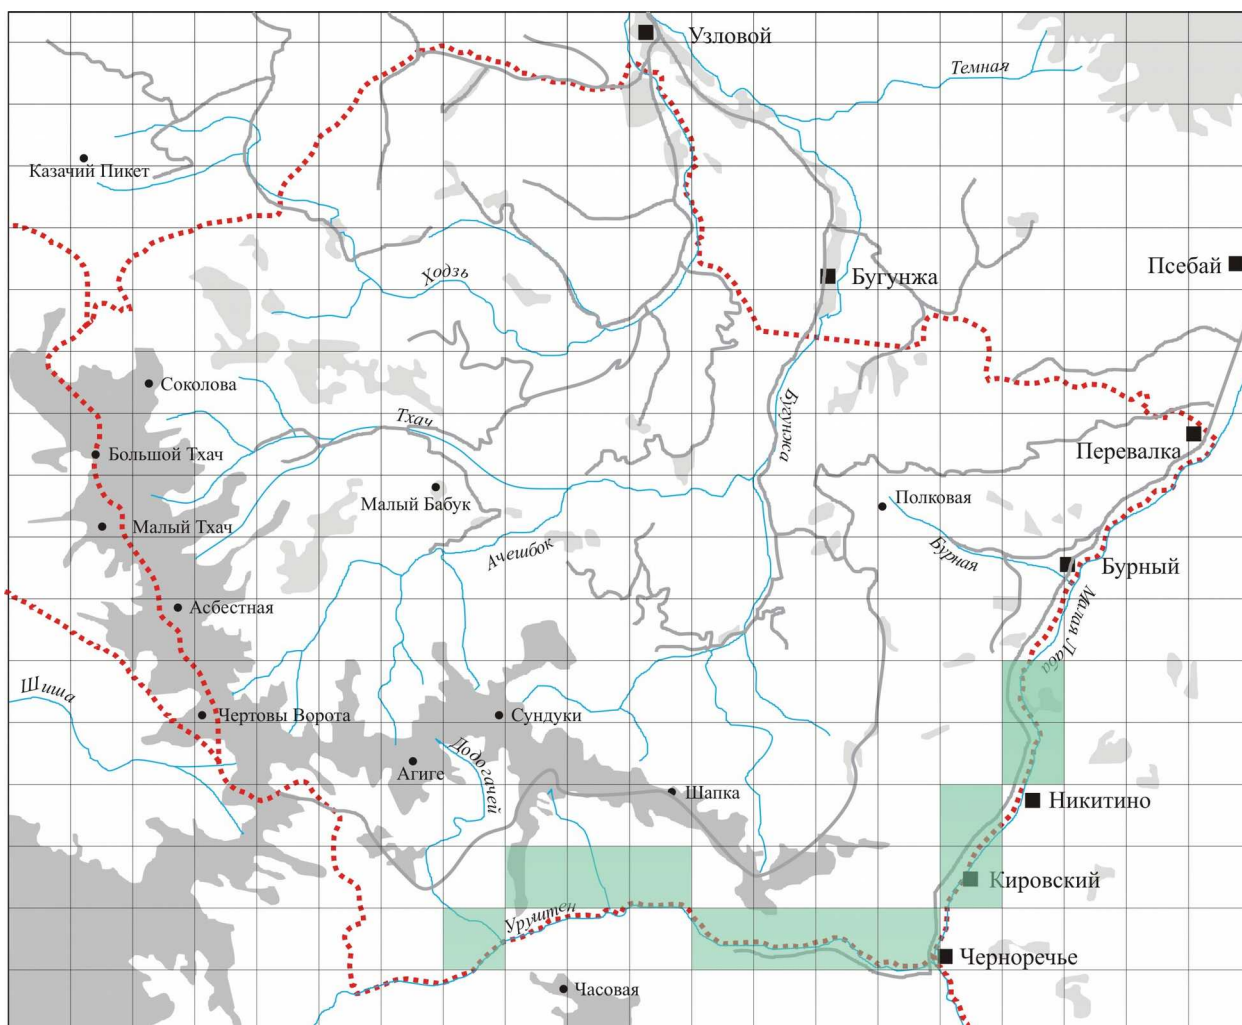 Узловой
Темная
Казачий Пикет
Ходзь
Бугунжа
Псебай
Соколова
Бугунжа
Тхач
Большой Тхач
Перевалка
Малый Бабук
Полковая
Малый Тхач
Ачешбок
Бурная
Бурный
Асбестная
Малая Лаба
Шиша
Чертовы Ворота
Сундуки
Додогачей
Агиге
Шапка
Никитино
Кировский
Уруштен
Черноречье
Часовая